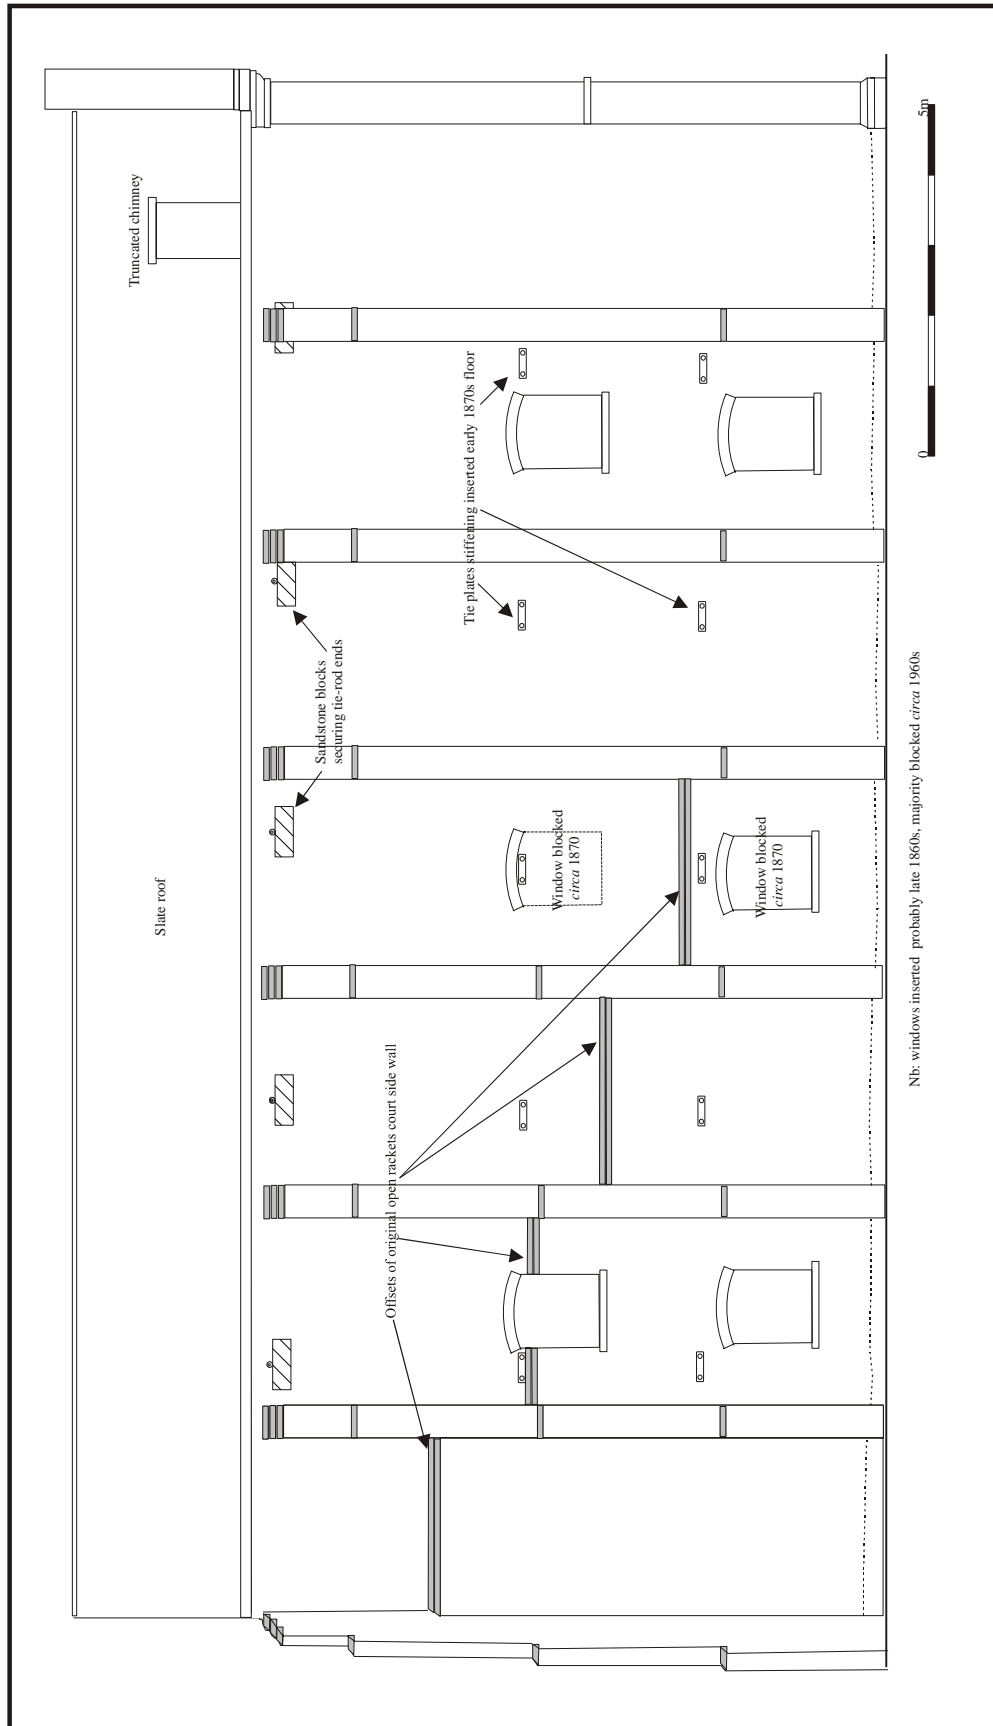 Slate roof
Truncated chimney
Sandstone blocks
securing tie-rod ends
Offsets of original open rackets court side wall
Tie plates stiffening inserted early 1870s floor
Window blocked
circa 1870
Window blocked
circa 1870
Nb: windows inserted probably late 1860s, majority blocked circa 1960s
0
5m